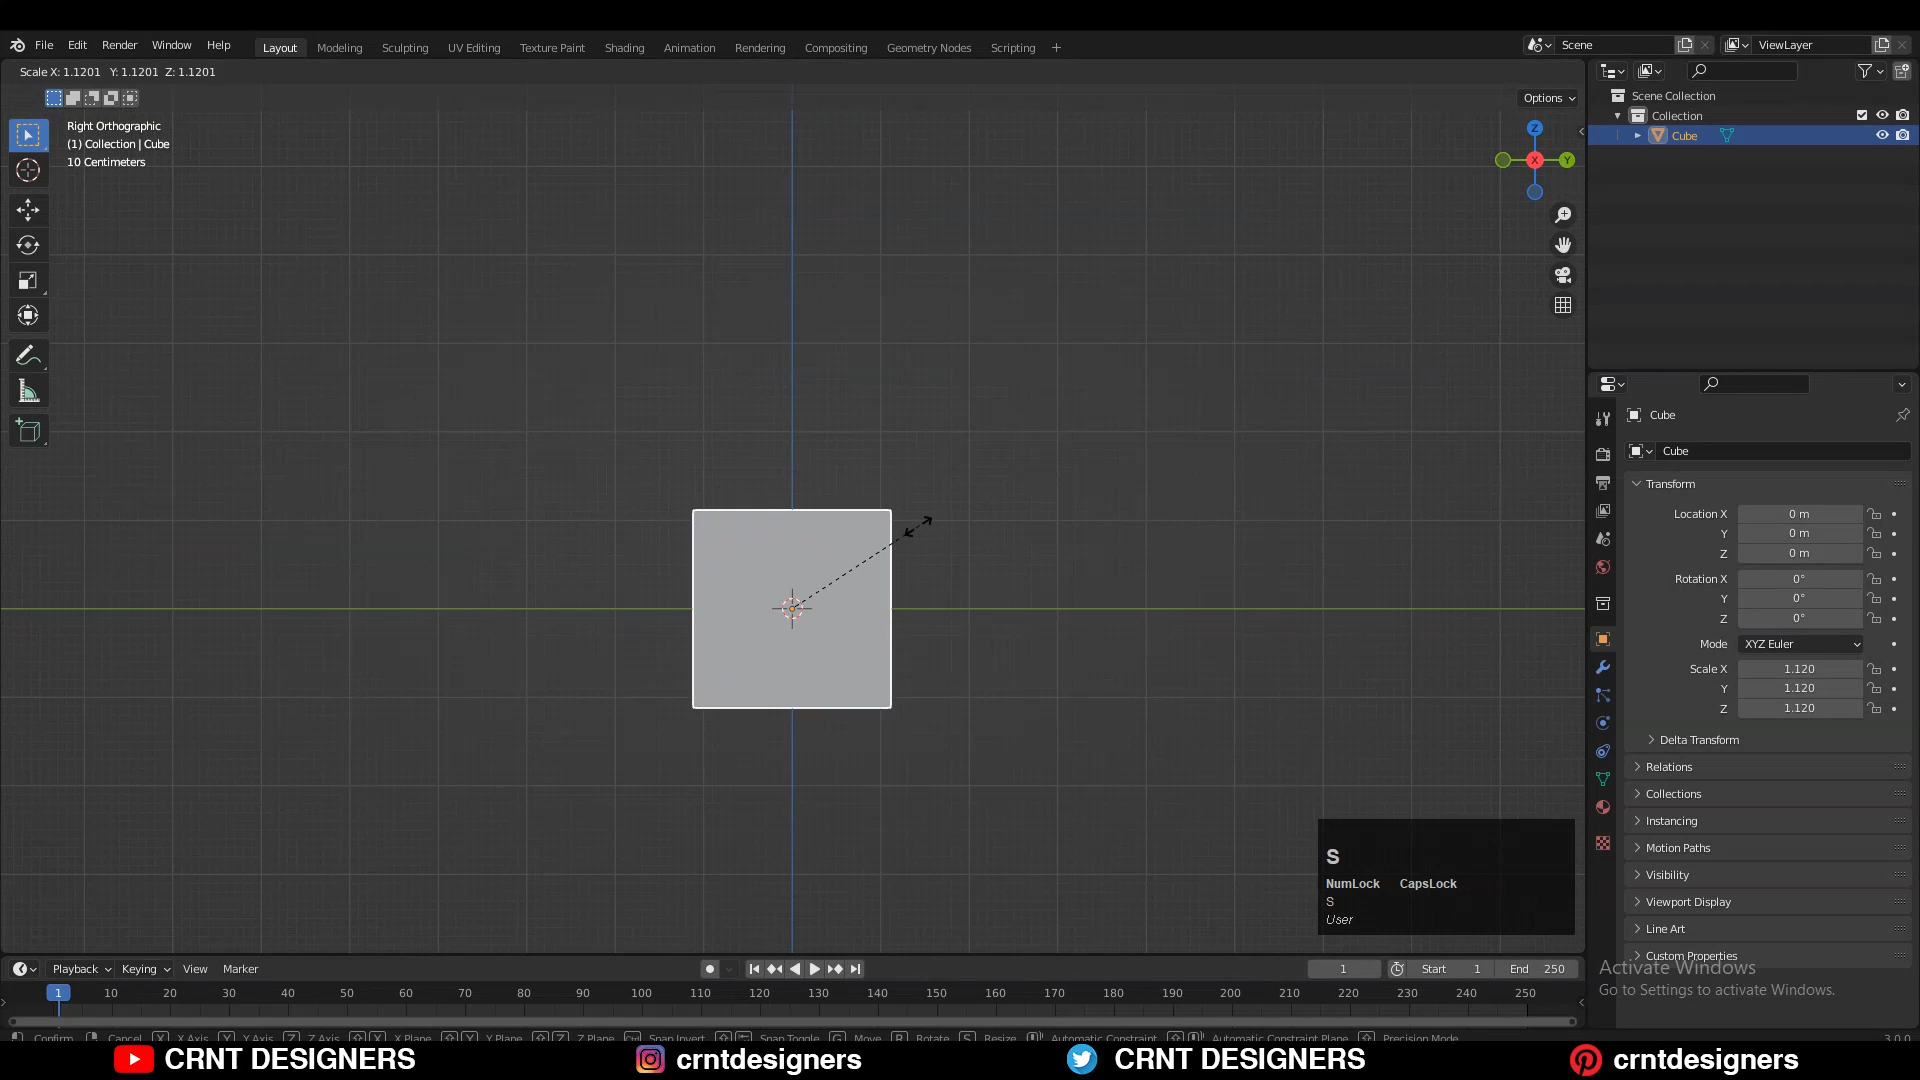 File Edit Render Window Help Layout Modeling Sculpting UV Editing Texture Paint Shading Animation Rendering Compositing Geometry Nodes Scripting + Scene ViewLayer
Scale X: 1.1201 Y: 1.1201 Z: 1.1201
Options
Right Orthographic
(1) Collection | Cube
10 Centimeters
Z
X
Y
Scene Collection
Collection
Cube
Cube
Cube
Transform
Location X 0 m
Y 0 m
Z 0 m
Rotation X 0°
Y 0°
Z 0°
Mode XYZ Euler
Scale X 1.120
Y 1.120
Z 1.120
Delta Transform
Relations
Collections
Instancing
Motion Paths
Visibility
Viewport Display
Line Art
Custom Properties
S
NumLock CapsLock
S
User
Activate Windows
Go to Settings to activate Windows.
Playback Keying View Marker 1 Start 1 End 250
1 10 20 30 40 50 60 70 80 90 100 110 120 130 140 150 160 170 180 190 200 210 220 230 240 250
Confirm Cancel X X Axis Y Y Axis Z Z Axis X X Plane Y Y Plane Z Z Plane Snap Invert Snap Toggle G Move R Rotate S Resize Automatic Constraint Automatic Constraint Plane Precision Mode 3.0.0
CRNT DESIGNERS crntdesigners CRNT DESIGNERS crntdesigners